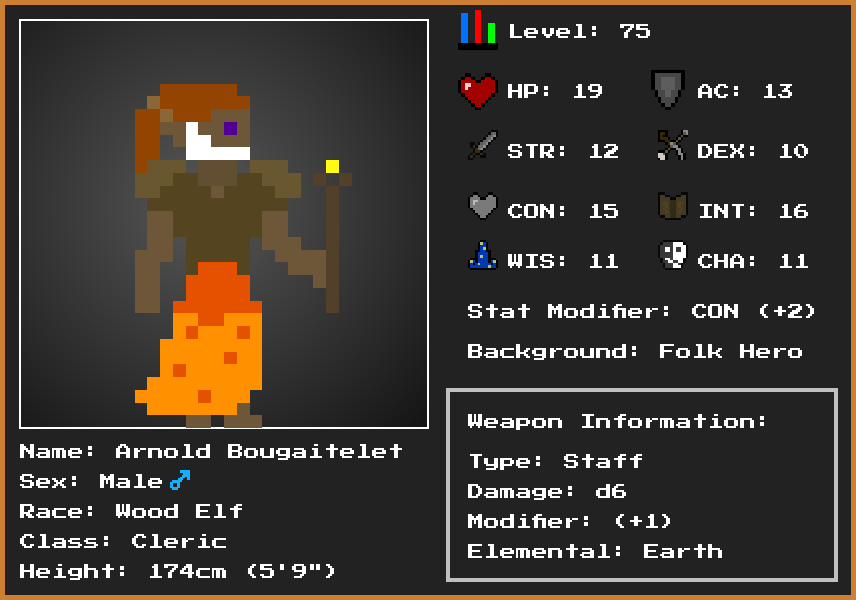 Level: 75
HP: 19 AC: 13
STR: 12 DEX: 10
CON: 15 INT: 16
WIS: 11 CHA: 11
Stat Modifier: CON (+2)
Background: Folk Hero
Weapon Information:
Type: Staff
Damage: d6
Modifier: (+1)
Elemental: Earth
Name: Arnold Bougaitelet
Sex: Male ♂
Race: Wood Elf
Class: Cleric
Height: 174cm (5'9")